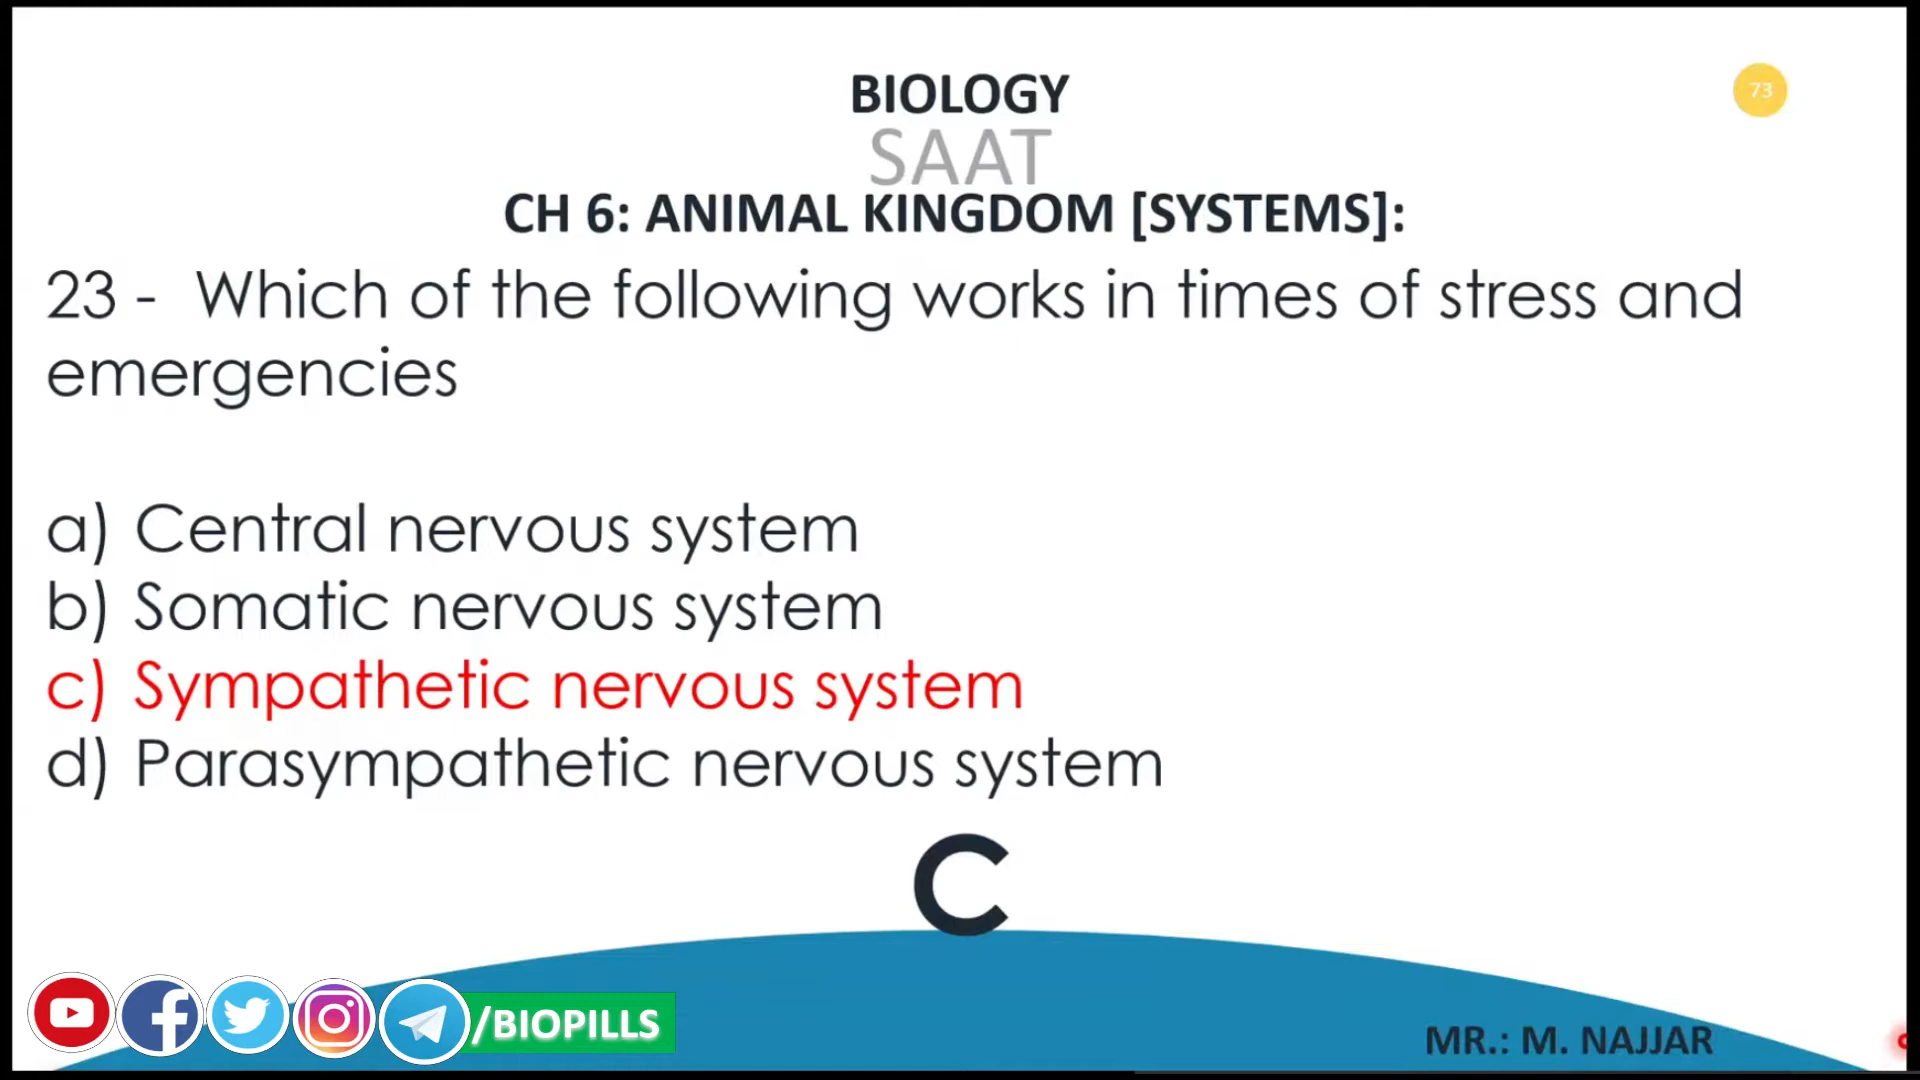 BIOLOGY
73
SAAT
CH 6: ANIMAL KINGDOM [SYSTEMS]:
23 - Which of the following works in times of stress and
emergencies
a) Central nervous system
b) Somatic nervous system
c) Sympathetic nervous system
d) Parasympathetic nervous system
C
/BIOPILLS
MR.: M. NAJJAR